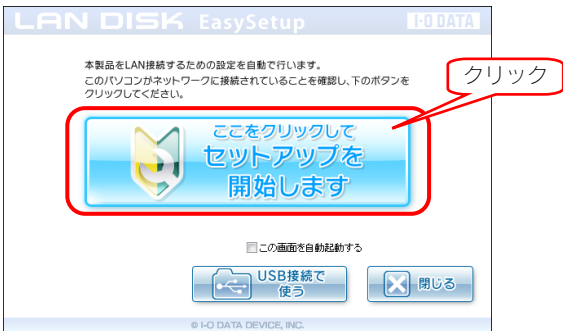 LAN DISK EasySetup
I-O DATA
本製品をLAN接続するための設定を自動で行います。
このパソコンがネットワークに接続されていることを確認し、下のボタンを
クリックしてください。
クリック
ここをクリックして
セットアップを
開始します
この画面を自動起動する
USB接続で
使う
閉じる
© I-O DATA DEVICE, INC.